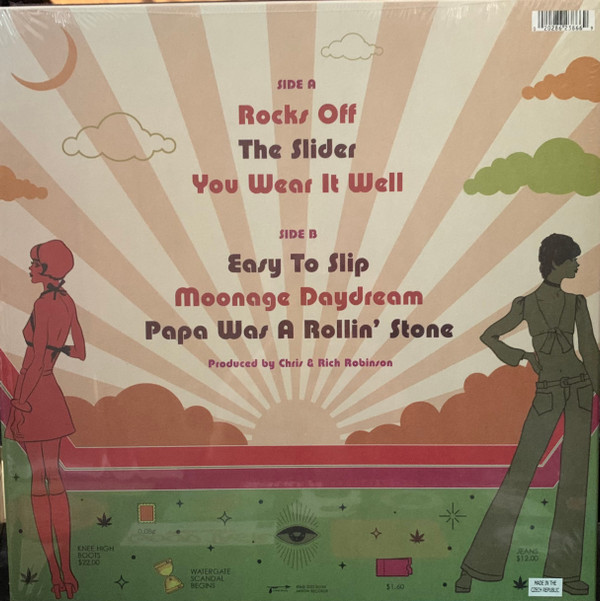 SIDE A
Rocks Off
The Slider
You Wear It Well
SIDE B
Easy To Slip
Moonage Daydream
Papa Was A Rollin' Stone
Produced by Chris & Rich Robinson
KNEE HIGH
BOOTS
$22.00
WATERGATE
SCANDAL
BEGINS
$1.60
JEANS
$12.00
MADE IN THE
CZECH REPUBLIC